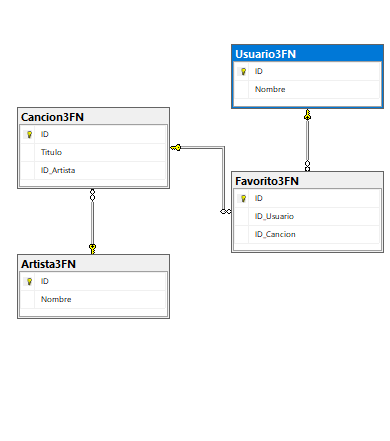 Usuario3FN
ID
Nombre
Cancion3FN
ID
Titulo
ID_Artista
Favorito3FN
ID
ID_Usuario
ID_Cancion
Artista3FN
ID
Nombre